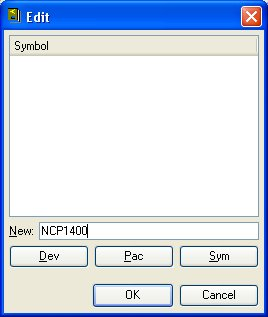 Edit
Symbol
New: NCP1400
Dev Pac Sym
OK Cancel